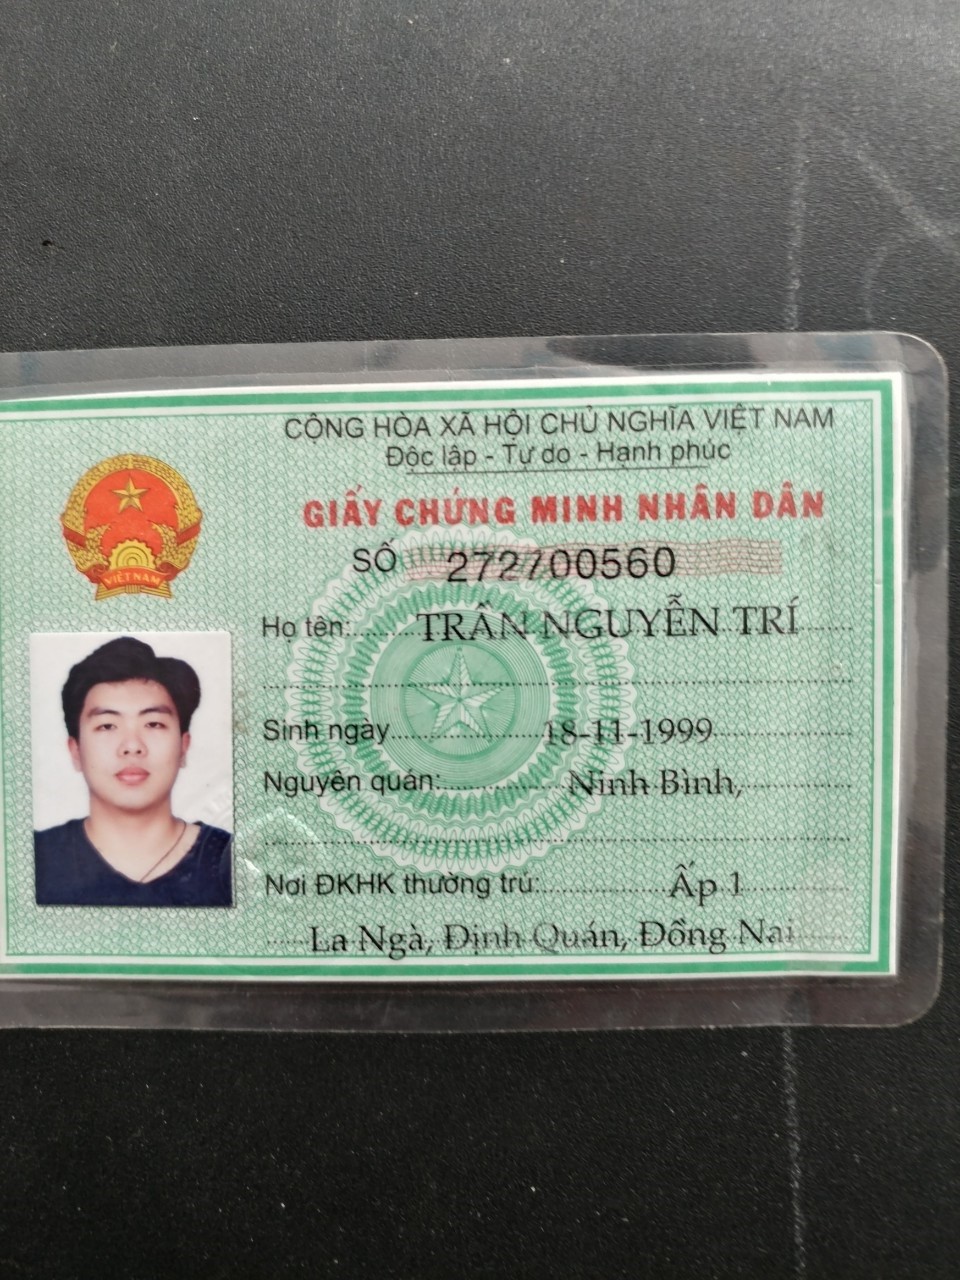 CỘNG HÒA XÃ HỘI CHỦ NGHĨA VIỆT NAM
Độc lập - Tự do - Hạnh phúc
GIẤY CHỨNG MINH NHÂN DÂN
SỐ 272700560
VIỆT NAM
Họ tên: TRẦN NGUYỄN TRÍ
Sinh ngày 18-11-1999
Nguyên quán: Ninh Bình,
Nơi ĐKHK thường trú: Ấp 1
La Ngà, Định Quán, Đồng Nai